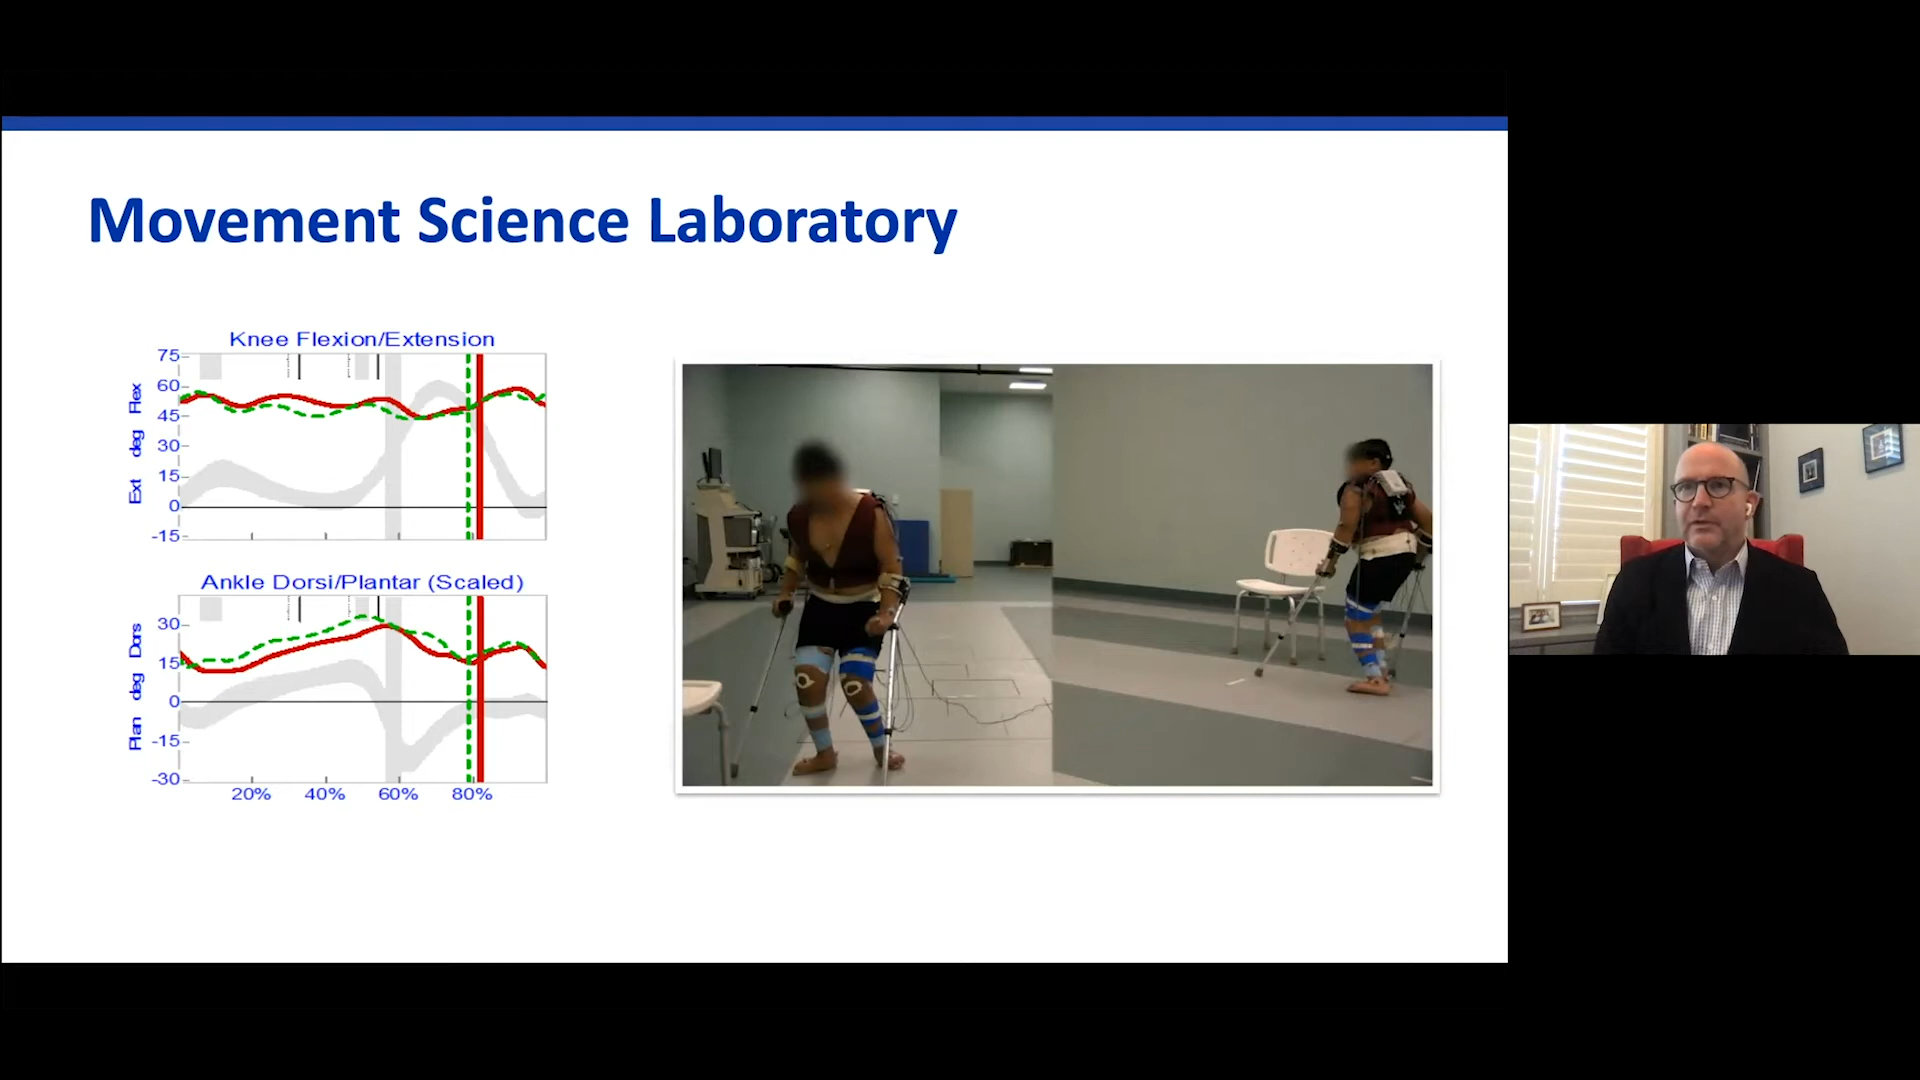 Movement Science Laboratory
Knee Flexion/Extension
75
60
45
30
15
0
-15
Ext deg Flex
Ankle Dorsi/Plantar (Scaled)
30
15
0
-15
-30
Plan deg Dors
20% 40% 60% 80%